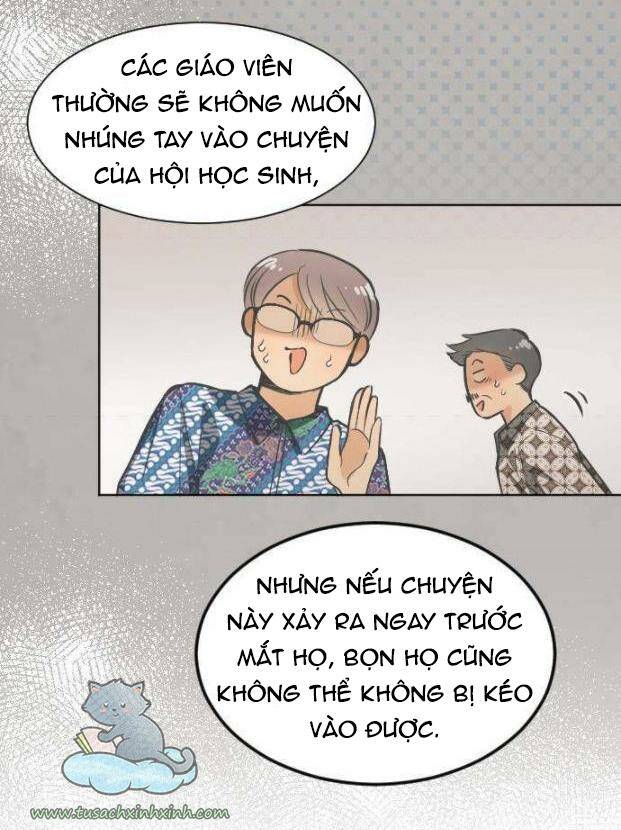 CÁC GIÁO VIÊN
THƯỜNG SẼ KHÔNG MUỐN
NHÚNG TAY VÀO CHUYỆN
CỦA HỘI HỌC SINH,
NHƯNG NẾU CHUYỆN
NÀY XẢY RA NGAY TRƯỚC
MẮT HỌ, BỌN HỌ CŨNG
KHÔNG THỂ KHÔNG BỊ KÉO
VÀO ĐƯỢC.
www.tusachxinhxinh.com